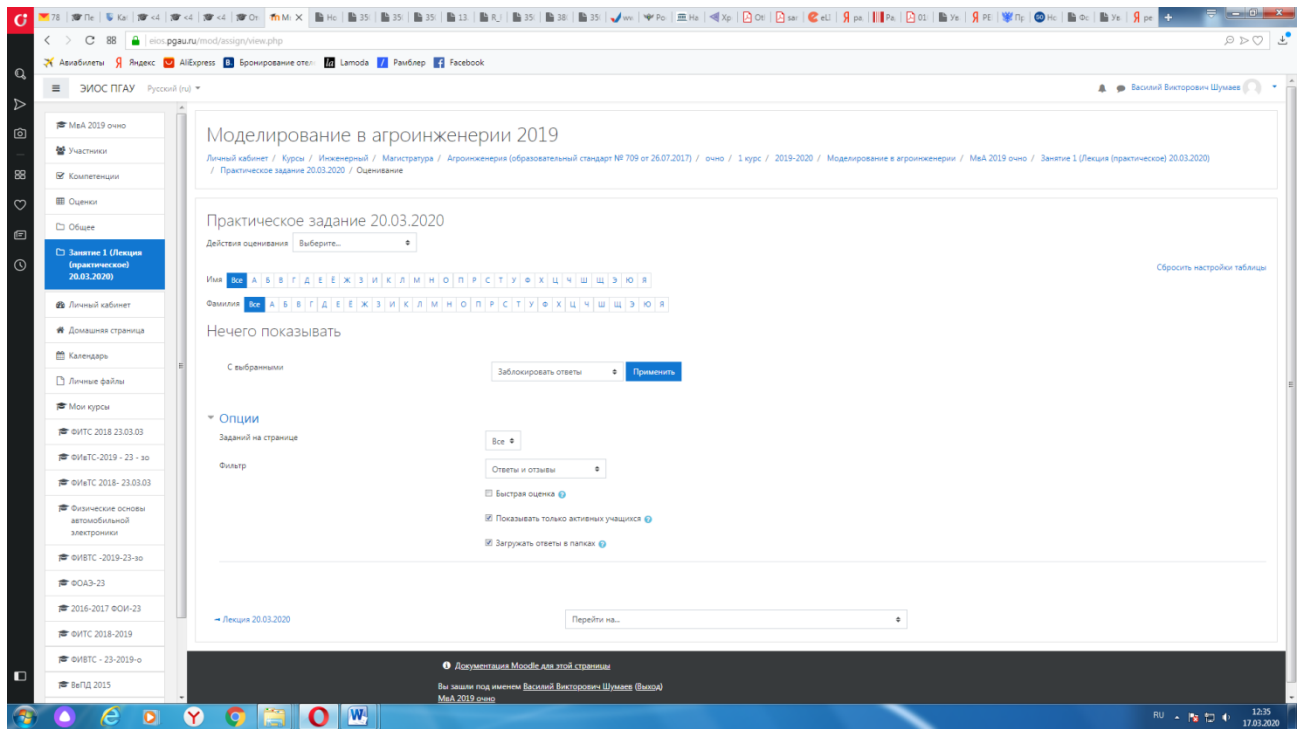 eios.pgau.ru/mod/assign/view.php
Авиабилеты Яндекс AliExpress Бронирование отел Lamoda Рамблер Facebook
ЭИОС ПГАУ Русский (ru) Василий Викторович Шумаев
МвА 2019 очно
Участники
Компетенции
Оценки
Общее
Занятие 1 (Лекция
(практическое)
20.03.2020)
Личный кабинет
Домашняя страница
Календарь
Личные файлы
Мои курсы
ФИТС 2018 23.03.03
ФИвТС-2019 - 23 - зо
ФИвТС 2018- 23.03.03
Физические основы
автомобильной
электроники
ФИВТС -2019-23-зо
ФОАЭ-23
2016-2017 ФОИ-23
ФИТС 2018-2019
ФИВТС - 23-2019-о
ВеПД 2015
Моделирование в агроинженерии 2019
Личный кабинет / Курсы / Инженерный / Магистратура / Агроинженерия (образовательный стандарт № 709 от 26.07.2017) / очно / 1 курс / 2019-2020 / Моделирование в агроинженерии / МвА 2019 очно / Занятие 1 (Лекция (практическое) 20.03.2020)
/ Практическое задание 20.03.2020 / Оценивание
Практическое задание 20.03.2020
Действия оценивания Выберите...
Сбросить настройки таблицы
Имя Все А Б В Г Д Е Ё Ж З И К Л М Н О П Р С Т У Ф Х Ц Ч Ш Щ Э Ю Я
Фамилия Все А Б В Г Д Е Ё Ж З И К Л М Н О П Р С Т У Ф Х Ц Ч Ш Щ Э Ю Я
Нечего показывать
С выбранными Заблокировать ответы Применить
Опции
Заданий на странице Все
Фильтр Ответы и отзывы
Быстрая оценка
Показывать только активных учащихся
Загружать ответы в папках
→ Лекция 20.03.2020 Перейти на...
Документация Moodle для этой страницы
Вы зашли под именем Василий Викторович Шумаев (Выход)
МвА 2019 очно
RU 12:35
17.03.2020